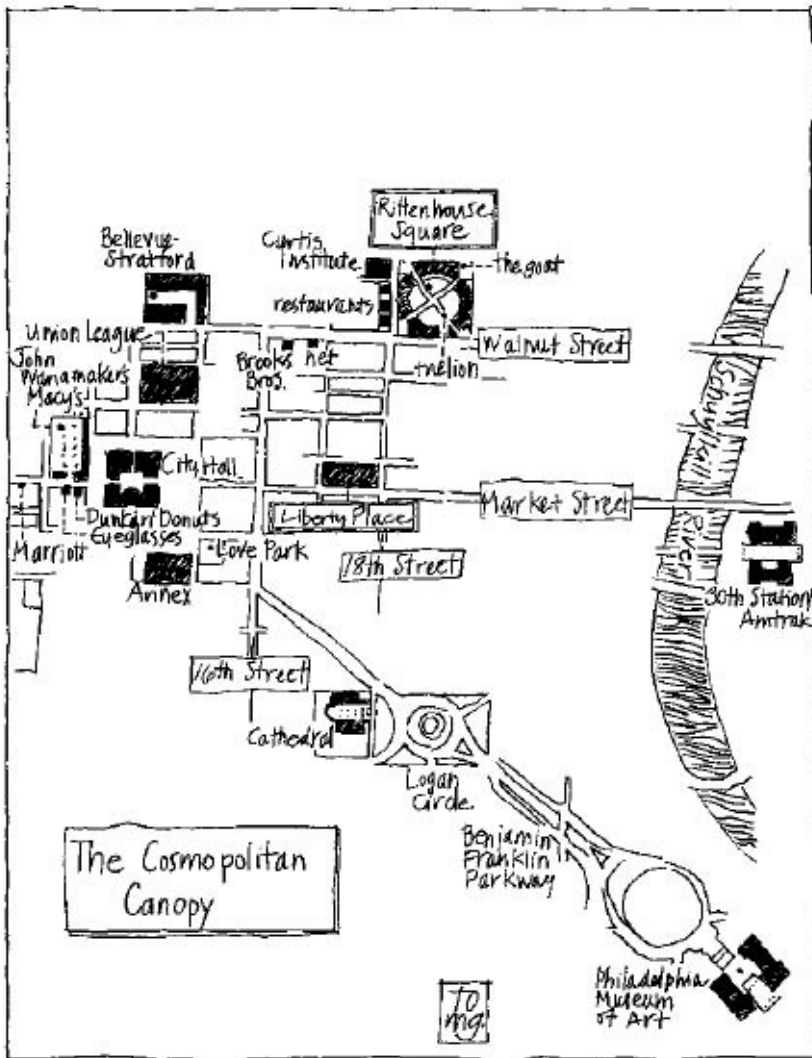 Rittenhouse
Square
Bellevue-
Stratford
Curtis
Institute
the goat
restaurants
Union League
John
Wanamaker's
Macy's
Brooks
Bros.
Walnut Street
the lion
City Hall
Schuylkill
River
Market Street
Liberty Place
Dunkan Donuts
Eyeglasses
Marriott
Love Park
18th Street
Annex
30th Station
Amtrak
16th Street
Cathedral
Logan
Circle
Benjamin
Franklin
Parkway
The Cosmopolitan
Canopy
Philadelphia
Museum
of Art